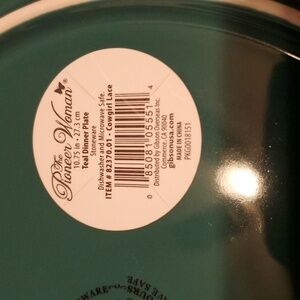 The
Pioneer Woman
10.75 in - 27.3 cm
Teal Dinner Plate
Stoneware
Dishwasher and Microwave Safe.
ITEM # 82370.01 - Cowgirl Lace
0 85081 05551 4
Distributed by Gibson Overseas Inc.
Commerce, CA 90040
gibsonusa.com
MADE IN CHINA
PKG0018151